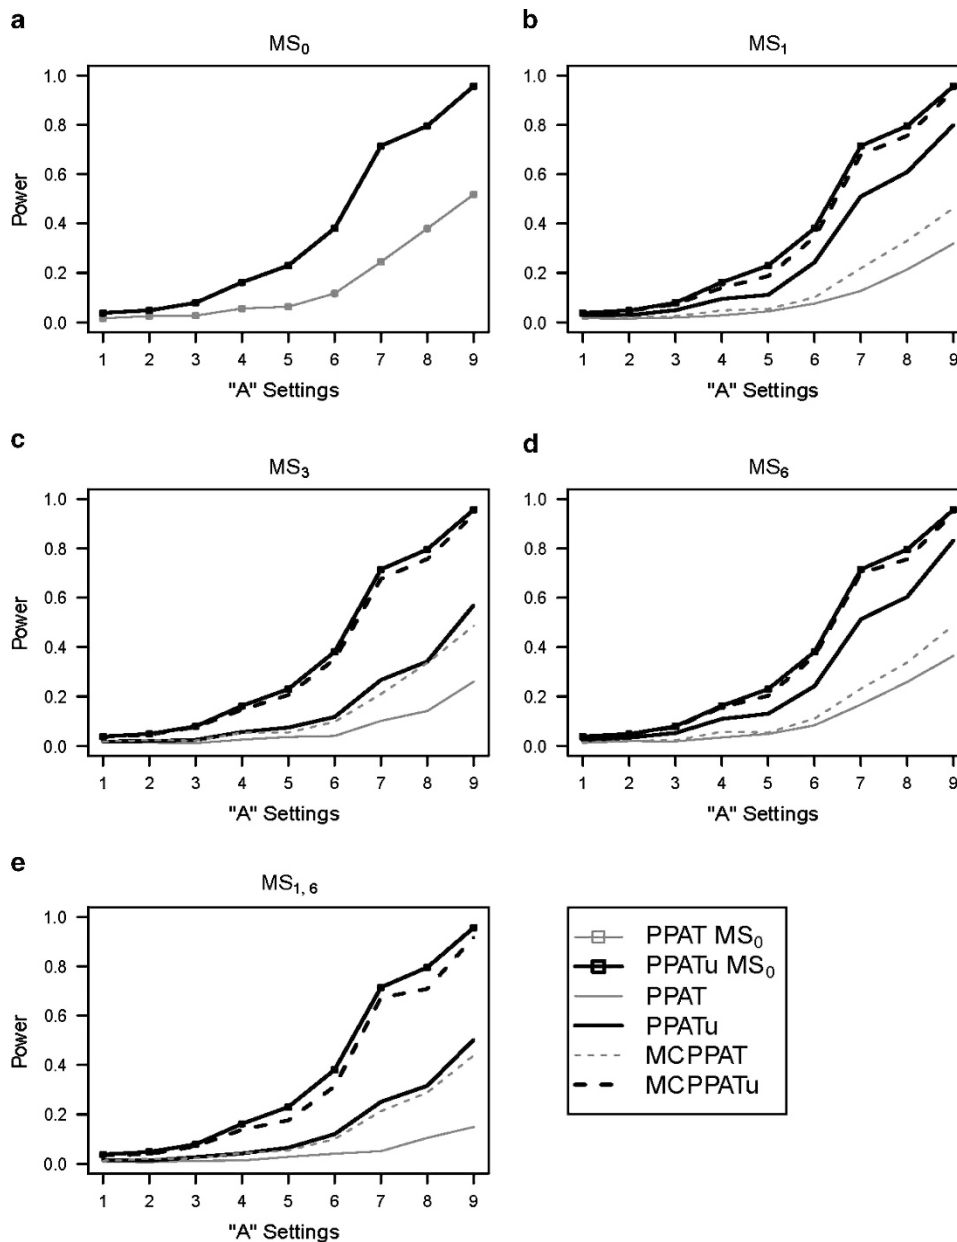 a
MS0
Power
1.0
0.8
0.6
0.4
0.2
0.0
1 2 3 4 5 6 7 8 9
"A" Settings
b
MS1
1.0
0.8
0.6
0.4
0.2
0.0
1 2 3 4 5 6 7 8 9
"A" Settings
c
MS3
Power
1.0
0.8
0.6
0.4
0.2
0.0
1 2 3 4 5 6 7 8 9
"A" Settings
d
MS6
1.0
0.8
0.6
0.4
0.2
0.0
1 2 3 4 5 6 7 8 9
"A" Settings
e
MS1, 6
Power
1.0
0.8
0.6
0.4
0.2
0.0
1 2 3 4 5 6 7 8 9
"A" Settings
PPAT MS0
PPATu MS0
PPAT
PPATu
MCPPAT
MCPPATu